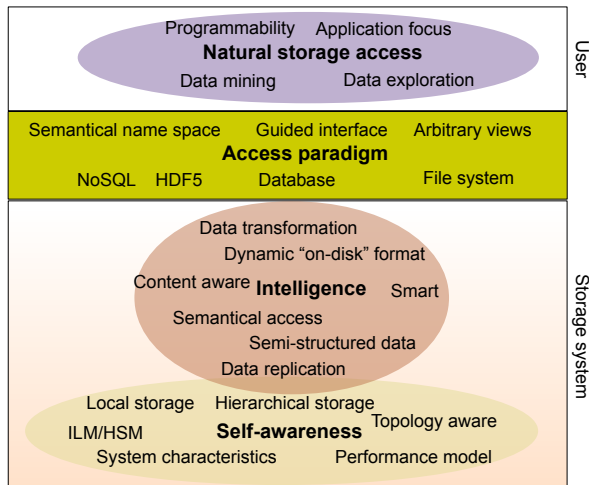 Programmability Application focus
Natural storage access
Data mining Data exploration
User
Semantical name space Guided interface Arbitrary views
Access paradigm
NoSQL HDF5 Database File system
Data transformation
Dynamic “on-disk” format
Content aware Intelligence Smart
Semantical access
Semi-structured data
Data replication
Storage system
Local storage Hierarchical storage
Topology aware
ILM/HSM Self-awareness
System characteristics Performance model